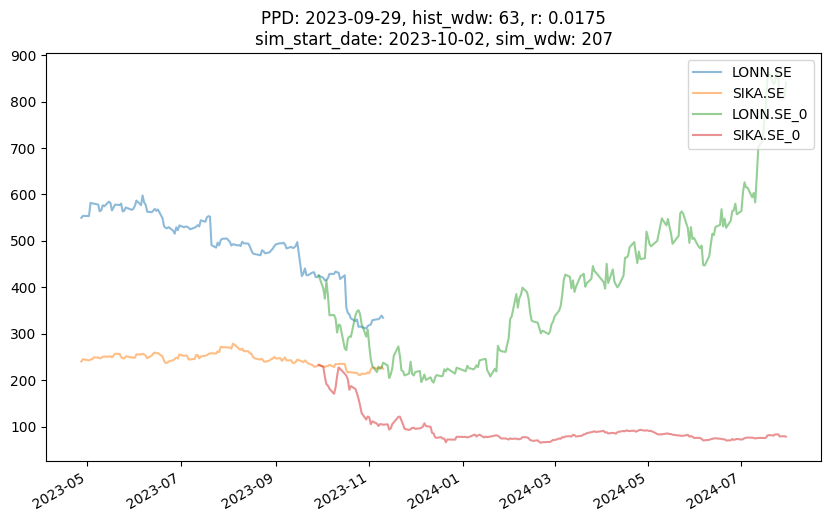 PPD: 2023-09-29, hist_wdw: 63, r: 0.0175
sim_start_date: 2023-10-02, sim_wdw: 207
900
800
700
600
500
400
300
200
100
LONN.SE
SIKA.SE
LONN.SE_0
SIKA.SE_0
2023-05
2023-07
2023-09
2023-11
2024-01
2024-03
2024-05
2024-07